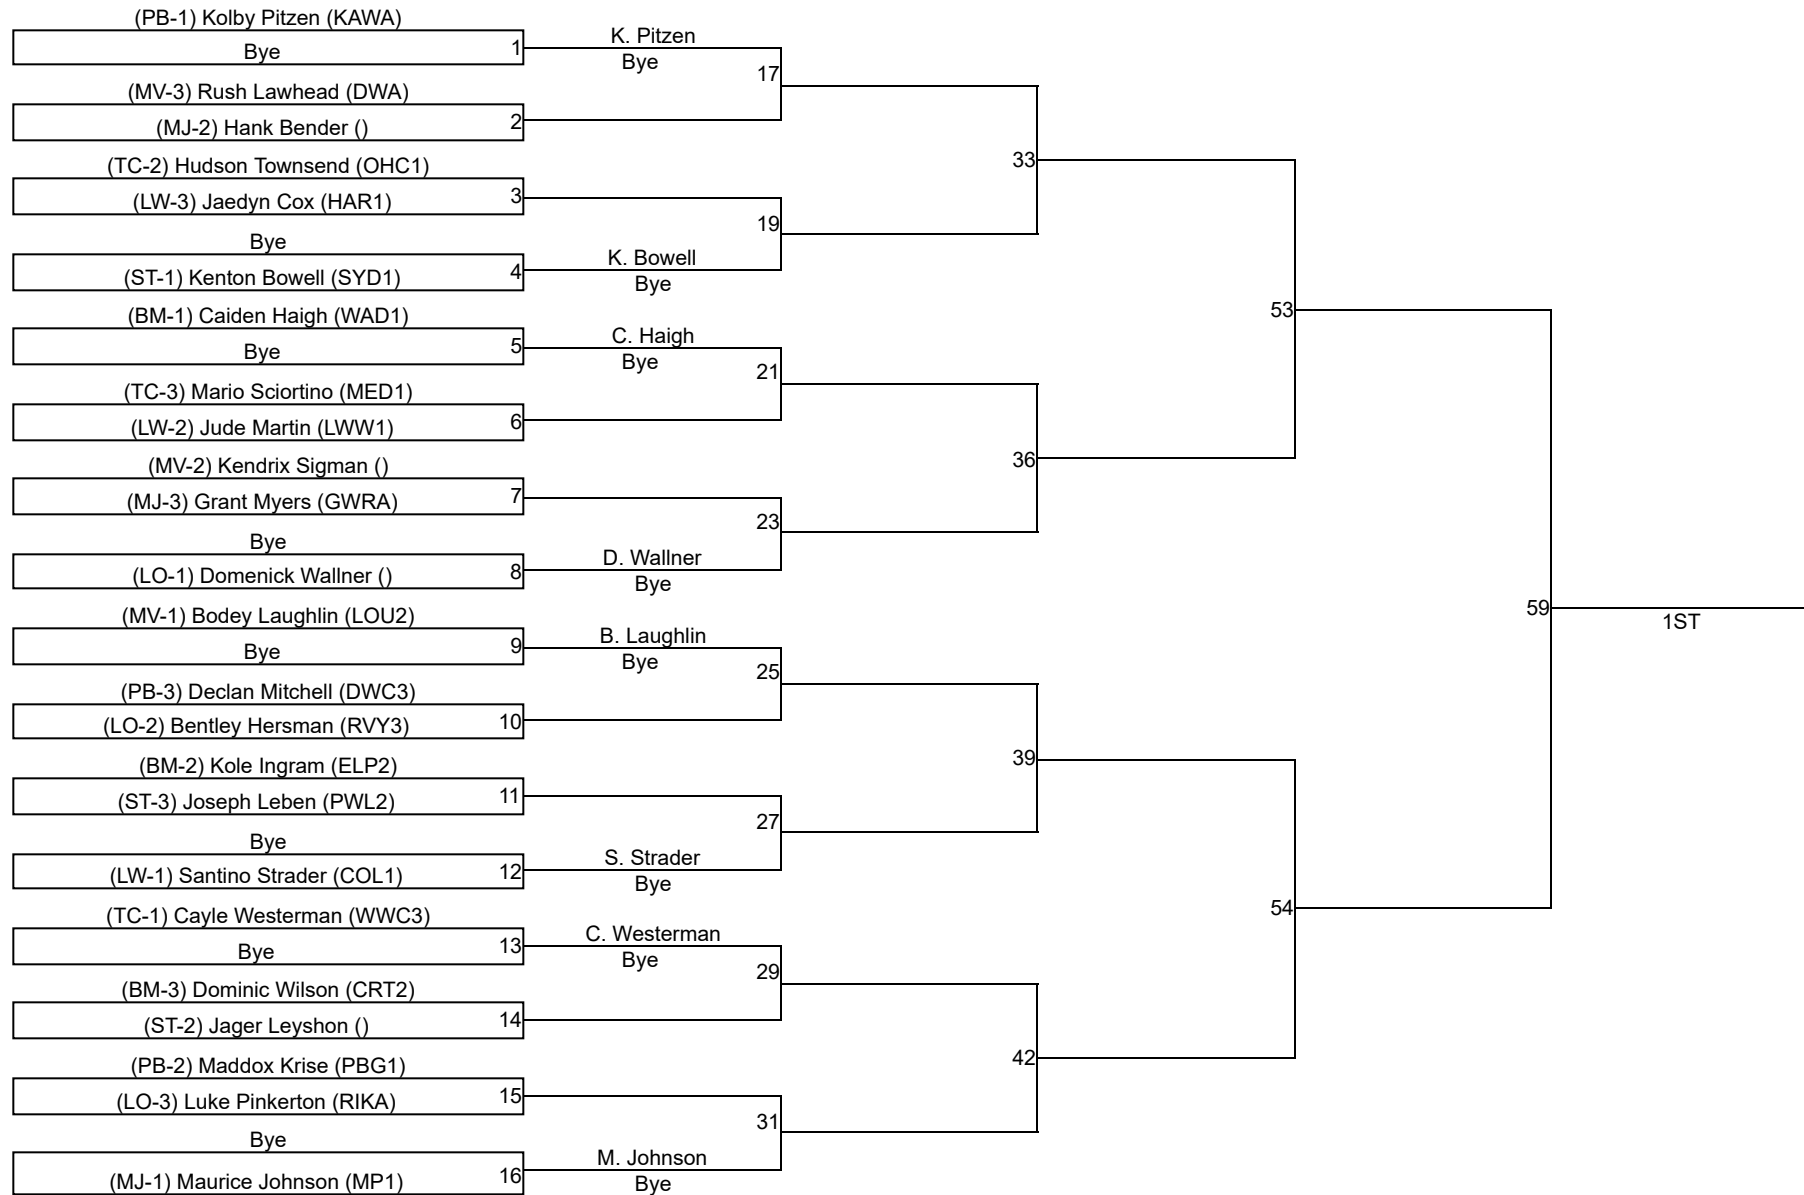 (PB-1) Kolby Pitzen (KAWA)
Bye
1
K. Pitzen
Bye
17
(MV-3) Rush Lawhead (DWA)
(MJ-2) Hank Bender ()
2
33
(TC-2) Hudson Townsend (OHC1)
(LW-3) Jaedyn Cox (HAR1)
3
19
Bye
(ST-1) Kenton Bowell (SYD1)
4
K. Bowell
Bye
53
(BM-1) Caiden Haigh (WAD1)
Bye
5
C. Haigh
Bye
21
(TC-3) Mario Sciortino (MED1)
(LW-2) Jude Martin (LWW1)
6
36
(MV-2) Kendrix Sigman ()
(MJ-3) Grant Myers (GWRA)
7
23
Bye
(LO-1) Domenick Wallner ()
8
D. Wallner
Bye
59
1ST
(MV-1) Bodey Laughlin (LOU2)
Bye
9
B. Laughlin
Bye
25
(PB-3) Declan Mitchell (DWC3)
(LO-2) Bentley Hersman (RVY3)
10
39
(BM-2) Kole Ingram (ELP2)
(ST-3) Joseph Leben (PWL2)
11
27
Bye
(LW-1) Santino Strader (COL1)
12
S. Strader
Bye
54
(TC-1) Cayle Westerman (WWC3)
Bye
13
C. Westerman
Bye
29
(BM-3) Dominic Wilson (CRT2)
(ST-2) Jager Leyshon ()
14
42
(PB-2) Maddox Krise (PBG1)
(LO-3) Luke Pinkerton (RIKA)
15
31
Bye
(MJ-1) Maurice Johnson (MP1)
16
M. Johnson
Bye